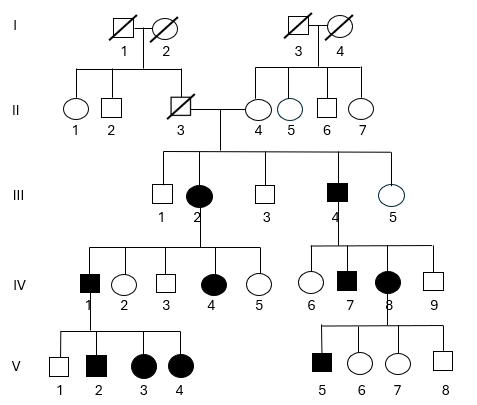 I
1 2 3 4
II
1 2 3 4 5 6 7
III
1 2 3 4 5
IV
1 2 3 4 5 6 7 8 9
V
1 2 3 4 5 6 7 8